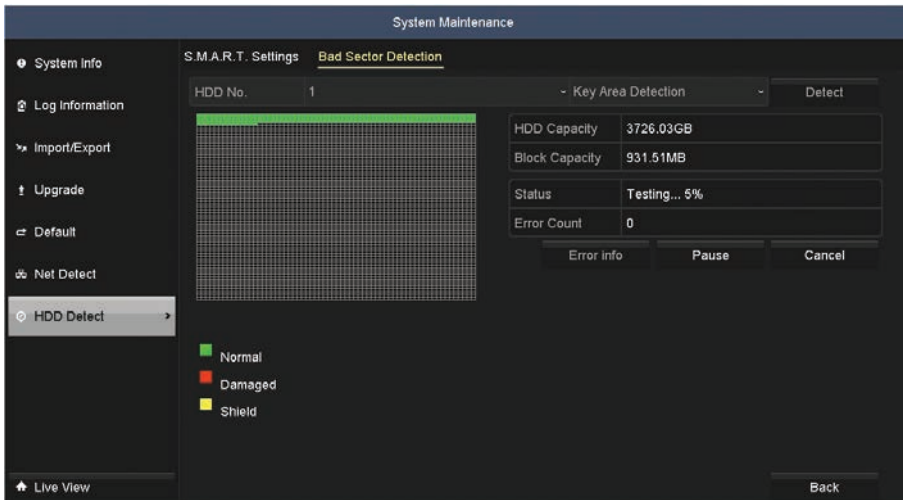 System Maintenance
System Info
Log Information
Import/Export
Upgrade
Default
Net Detect
HDD Detect
Live View
S.M.A.R.T. Settings Bad Sector Detection
HDD No. 1 Key Area Detection Detect
HDD Capacity 3726.03GB
Block Capacity 931.51MB
Status Testing... 5%
Error Count 0
Error info Pause Cancel
Normal
Damaged
Shield
Back